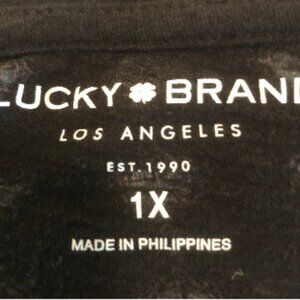 LUCKY BRAND
LOS ANGELES
EST. 1990
1X
MADE IN PHILIPPINES